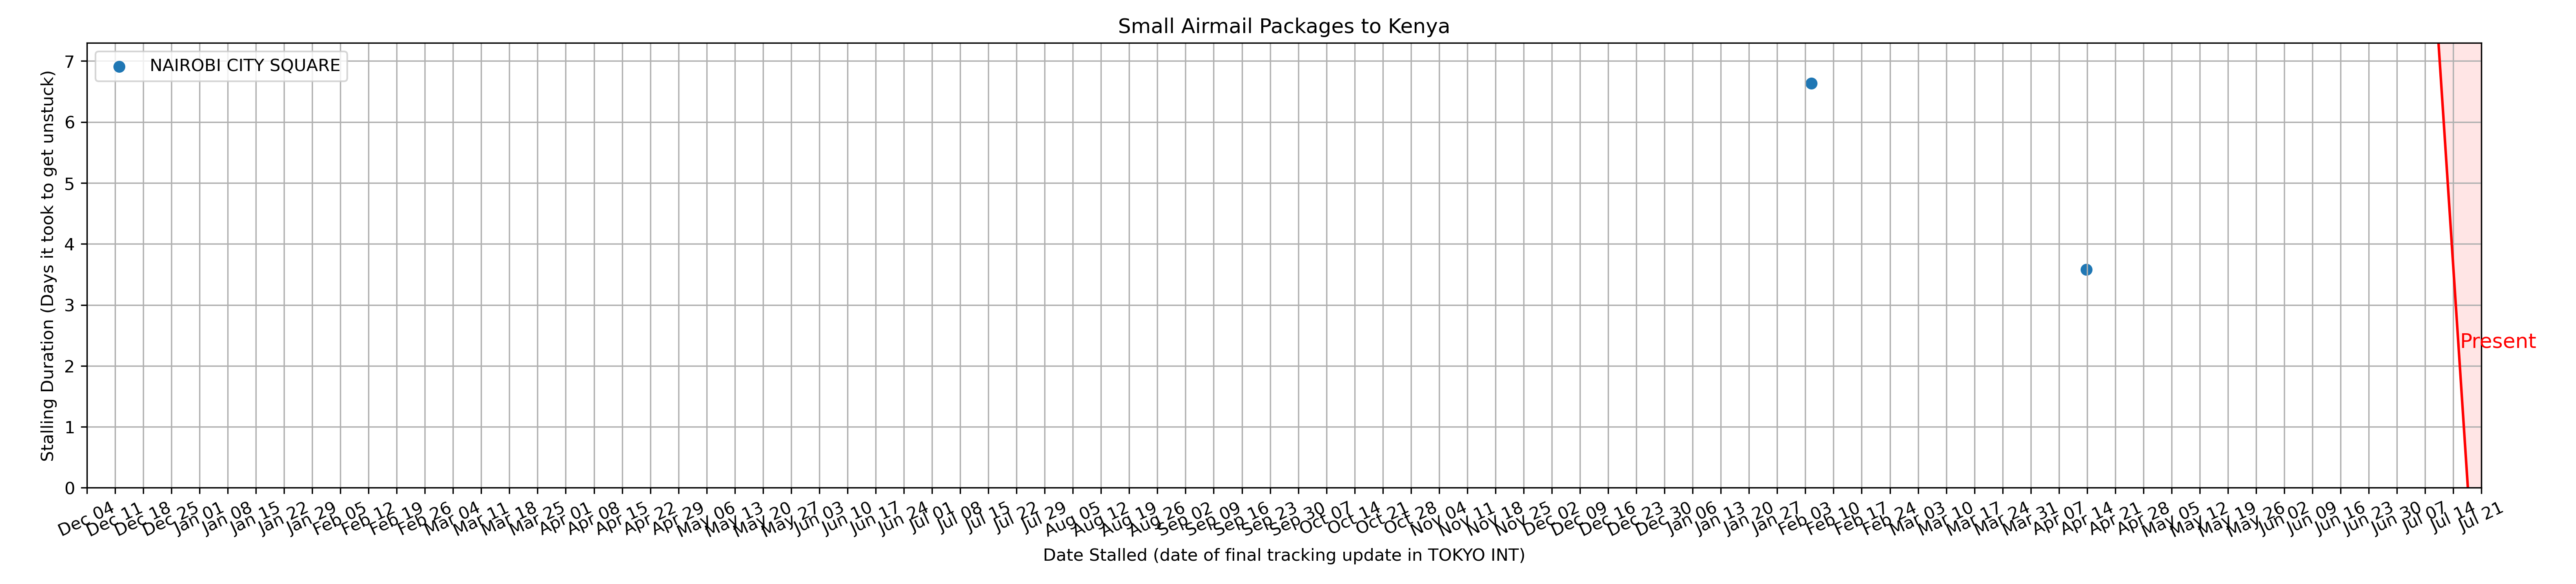 Small Airmail Packages to Kenya
NAIROBI CITY SQUARE
Stalling Duration (Days it took to get unstuck)
7
6
5
4
3
2
1
0
Present
Dec 04 Dec 11 Dec 18 Dec 25 Jan 01 Jan 08 Jan 15 Jan 22 Jan 29 Feb 05 Feb 12 Feb 19 Feb 26 Mar 04 Mar 11 Mar 18 Mar 25 Apr 01 Apr 08 Apr 15 Apr 22 Apr 29 May 06 May 13 May 20 May 27 Jun 03 Jun 10 Jun 17 Jun 24 Jul 01 Jul 08 Jul 15 Jul 22 Jul 29 Aug 05 Aug 12 Aug 19 Aug 26 Sep 02 Sep 09 Sep 16 Sep 23 Sep 30 Oct 07 Oct 14 Oct 21 Oct 28 Nov 04 Nov 11 Nov 18 Nov 25 Dec 02 Dec 09 Dec 16 Dec 23 Dec 30 Jan 06 Jan 13 Jan 20 Jan 27 Feb 03 Feb 10 Feb 17 Feb 24 Mar 03 Mar 10 Mar 17 Mar 24 Mar 31 Apr 07 Apr 14 Apr 21 Apr 28 May 05 May 12 May 19 May 26 Jun 02 Jun 09 Jun 16 Jun 23 Jun 30 Jul 07 Jul 14 Jul 21
Date Stalled (date of final tracking update in TOKYO INT)